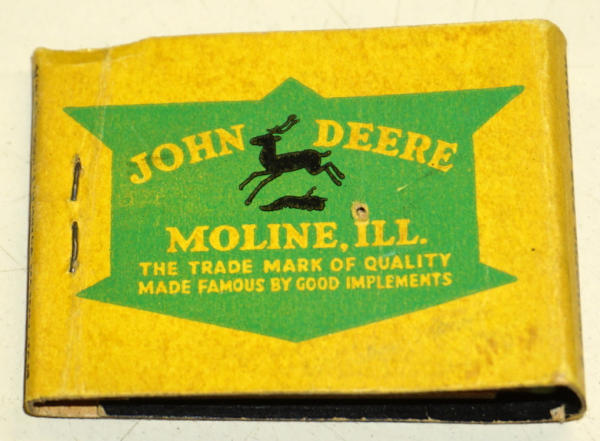 JOHN DEERE
MOLINE, ILL.
THE TRADE MARK OF QUALITY
MADE FAMOUS BY GOOD IMPLEMENTS